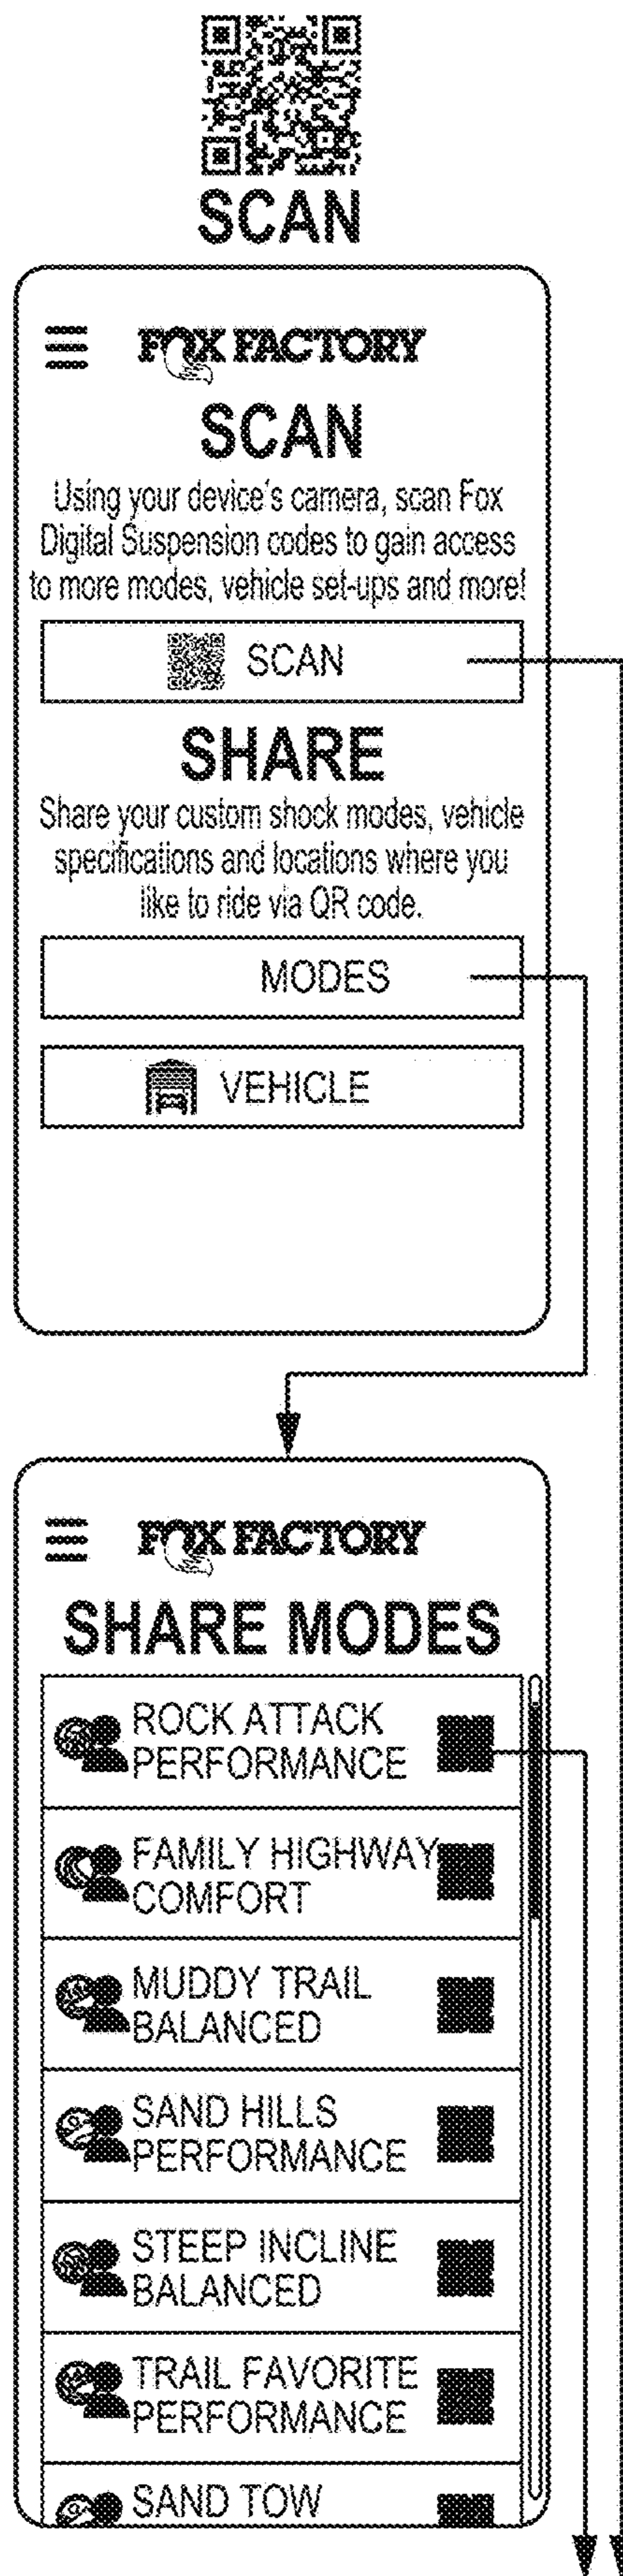 SCAN
FOX FACTORY
SCAN
Using your device's camera, scan Fox
Digital Suspension codes to gain access
to more modes, vehicle set-ups and more!
SCAN
SHARE
Share your custom shock modes, vehicle
specifications and locations where you
like to ride via QR code.
MODES
VEHICLE
FOX FACTORY
SHARE MODES
ROCK ATTACK
PERFORMANCE
FAMILY HIGHWAY
COMFORT
MUDDY TRAIL
BALANCED
SAND HILLS
PERFORMANCE
STEEP INCLINE
BALANCED
TRAIL FAVORITE
PERFORMANCE
SAND TOW